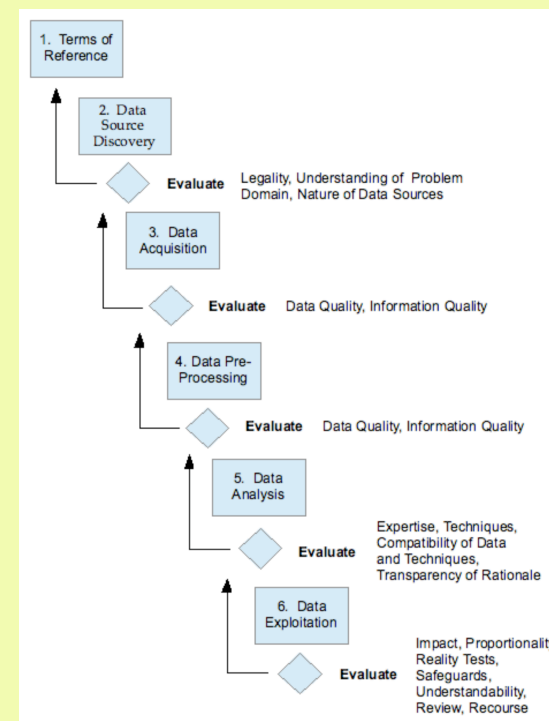 1. Terms of
Reference
2. Data
Source
Discovery
Evaluate
Legality, Understanding of Problem
Domain, Nature of Data Sources
3. Data
Acquisition
Evaluate
Data Quality, Information Quality
4. Data Pre-
Processing
Evaluate
Data Quality, Information Quality
5. Data
Analysis
Evaluate
Expertise, Techniques,
Compatibility of Data
and Techniques,
Transparency of Rationale
6. Data
Exploitation
Evaluate
Impact, Proportionalit
Reality Tests,
Safeguards,
Understandability,
Review, Recourse